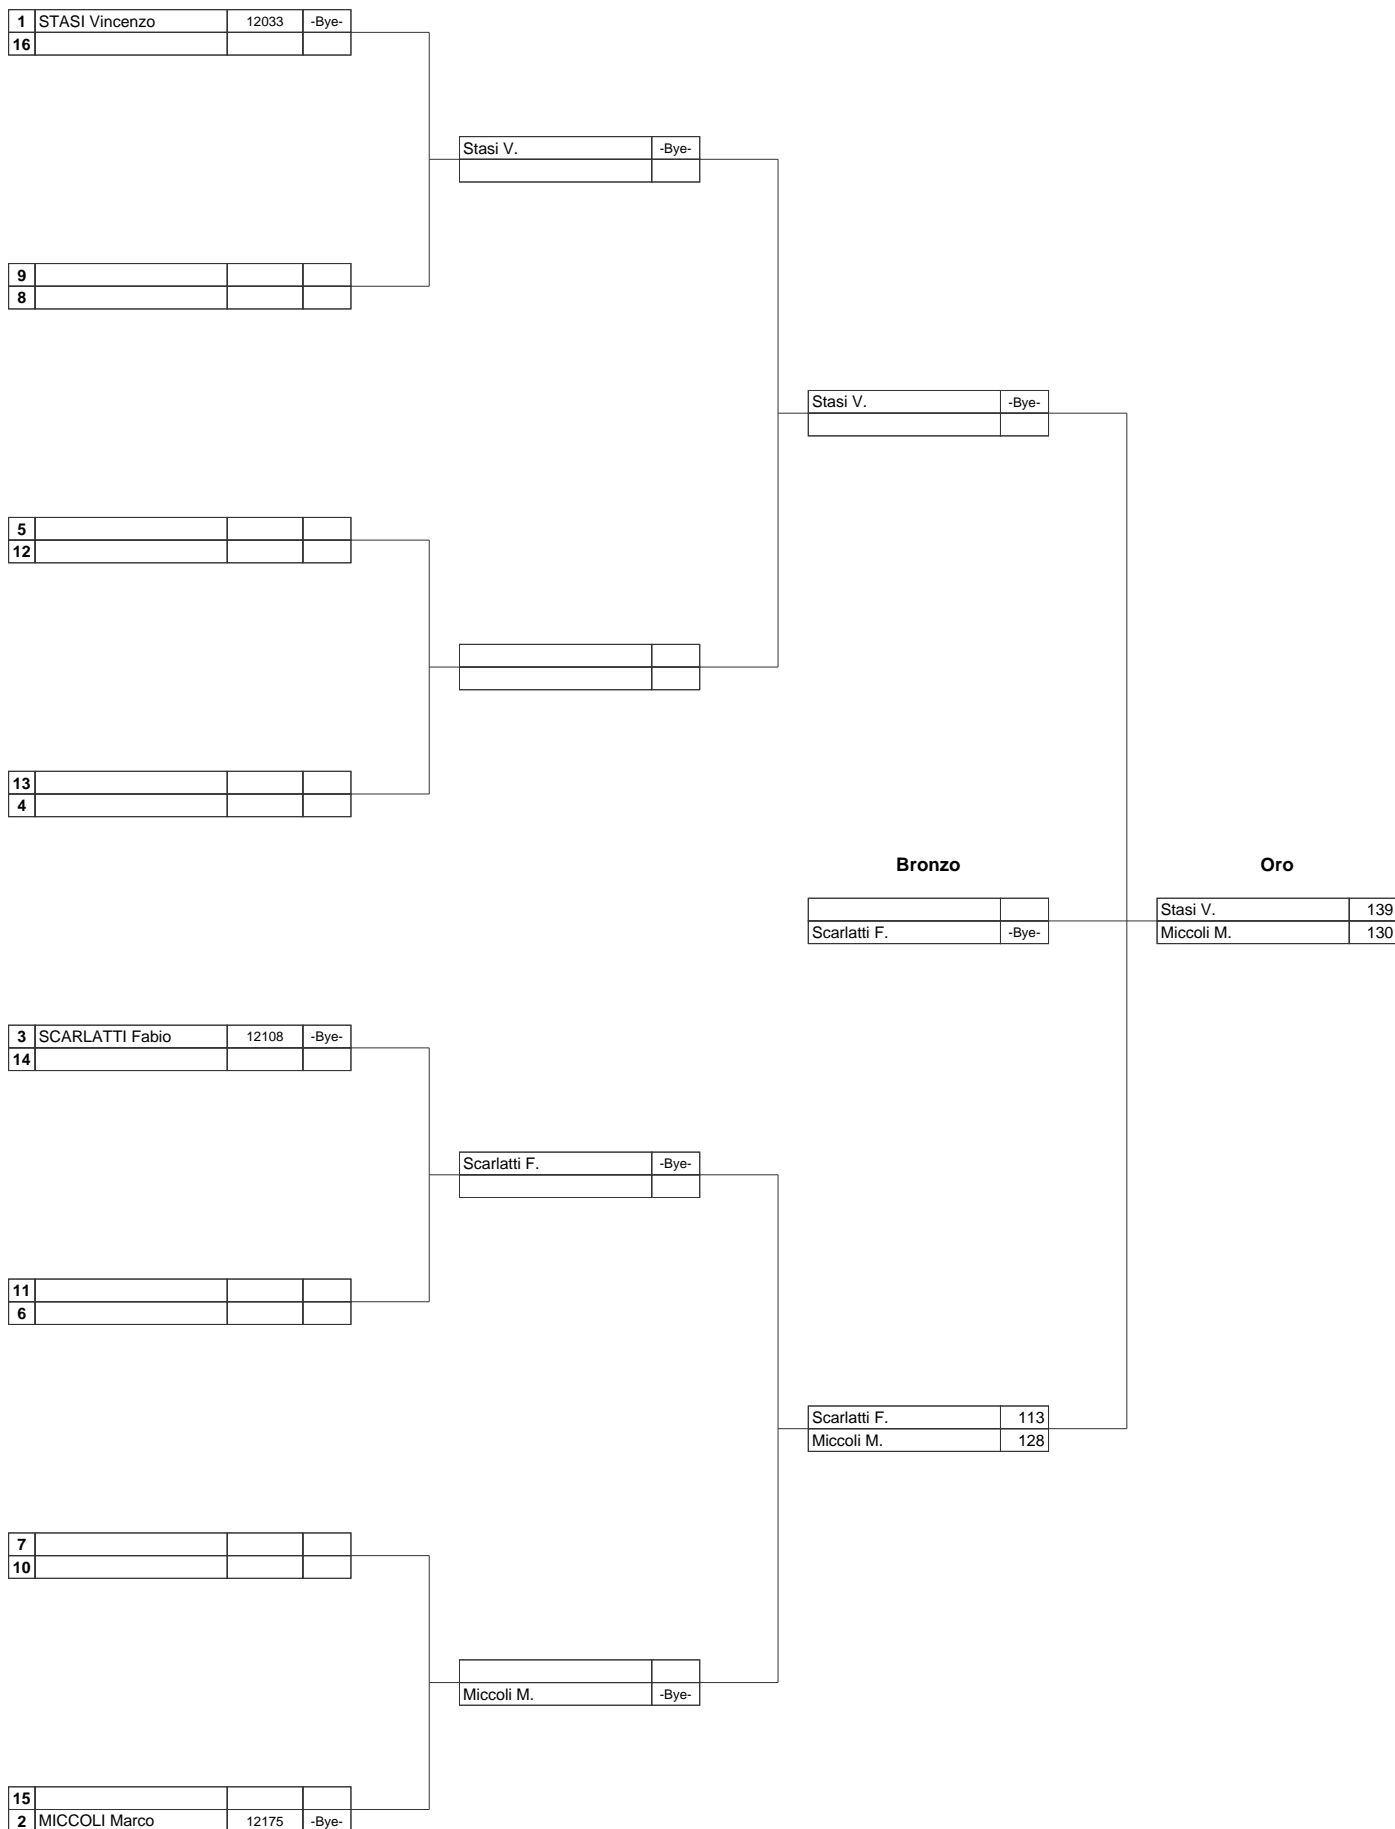 1 STASI Vincenzo 12033 -Bye-
16
Stasi V. -Bye-
9
8
Stasi V. -Bye-
5
12
13
4
Bronzo Oro
Stasi V. 139
Scarlatti F. -Bye- Miccoli M. 130
3 SCARLATTI Fabio 12108 -Bye-
14
Scarlatti F. -Bye-
11
6
Scarlatti F. 113
Miccoli M. 128
7
10
Miccoli M. -Bye-
15
2 MICCOLI Marco 12175 -Bye-